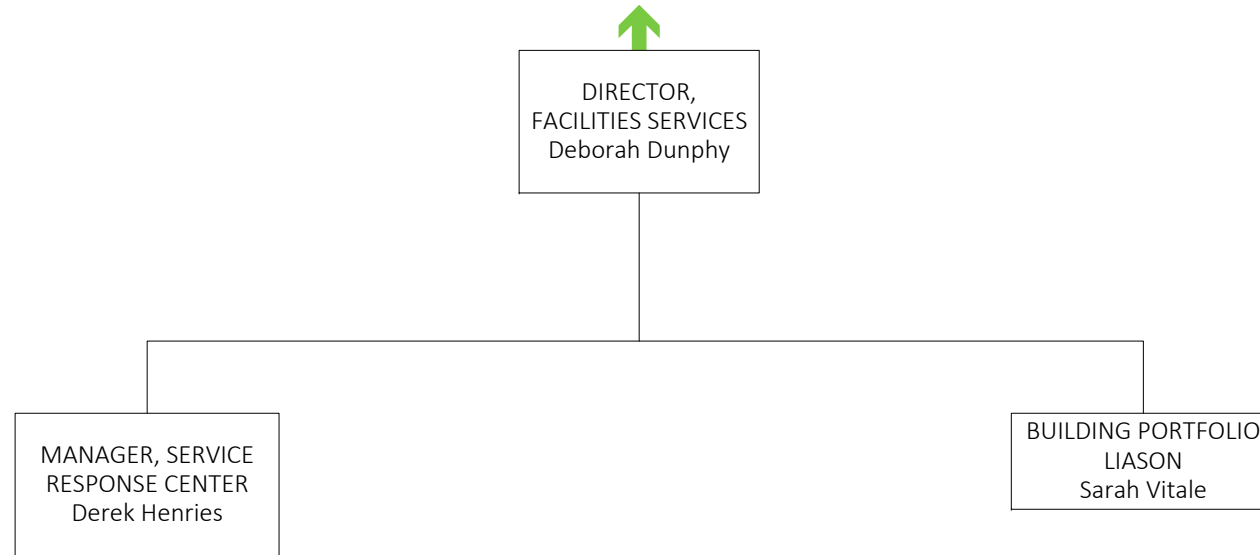 DIRECTOR,
FACILITIES SERVICES
Deborah Dunphy
MANAGER, SERVICE
RESPONSE CENTER
Derek Henries
BUILDING PORTFOLIO
LIASON
Sarah Vitale